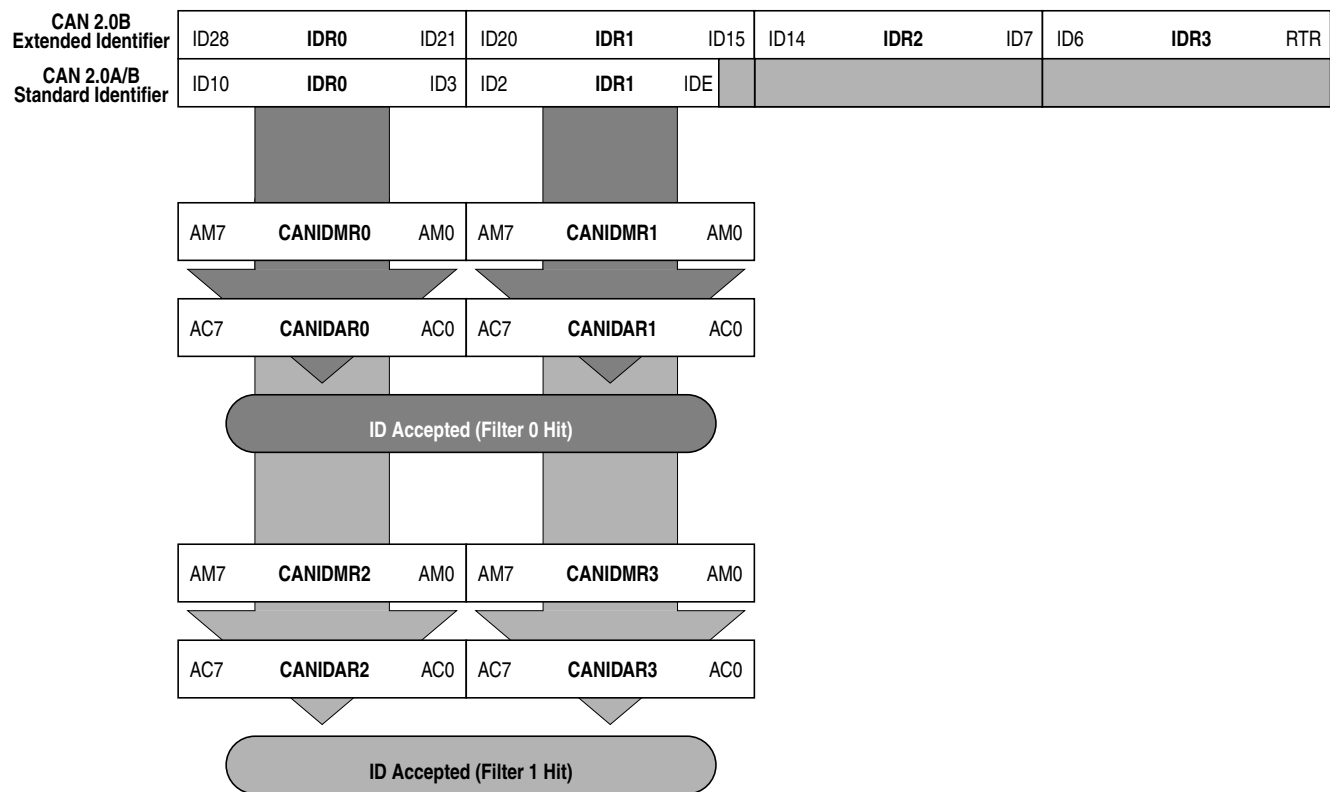 CAN 2.0B
Extended Identifier
ID28 IDR0 ID21 ID20 IDR1 ID15 ID14 IDR2 ID7 ID6 IDR3 RTR
CAN 2.0A/B
Standard Identifier
ID10 IDR0 ID3 ID2 IDR1 IDE
AM7 CANIDMR0 AM0 AM7 CANIDMR1 AM0
AC7 CANIDAR0 AC0 AC7 CANIDAR1 AC0
ID Accepted (Filter 0 Hit)
AM7 CANIDMR2 AM0 AM7 CANIDMR3 AM0
AC7 CANIDAR2 AC0 AC7 CANIDAR3 AC0
ID Accepted (Filter 1 Hit)